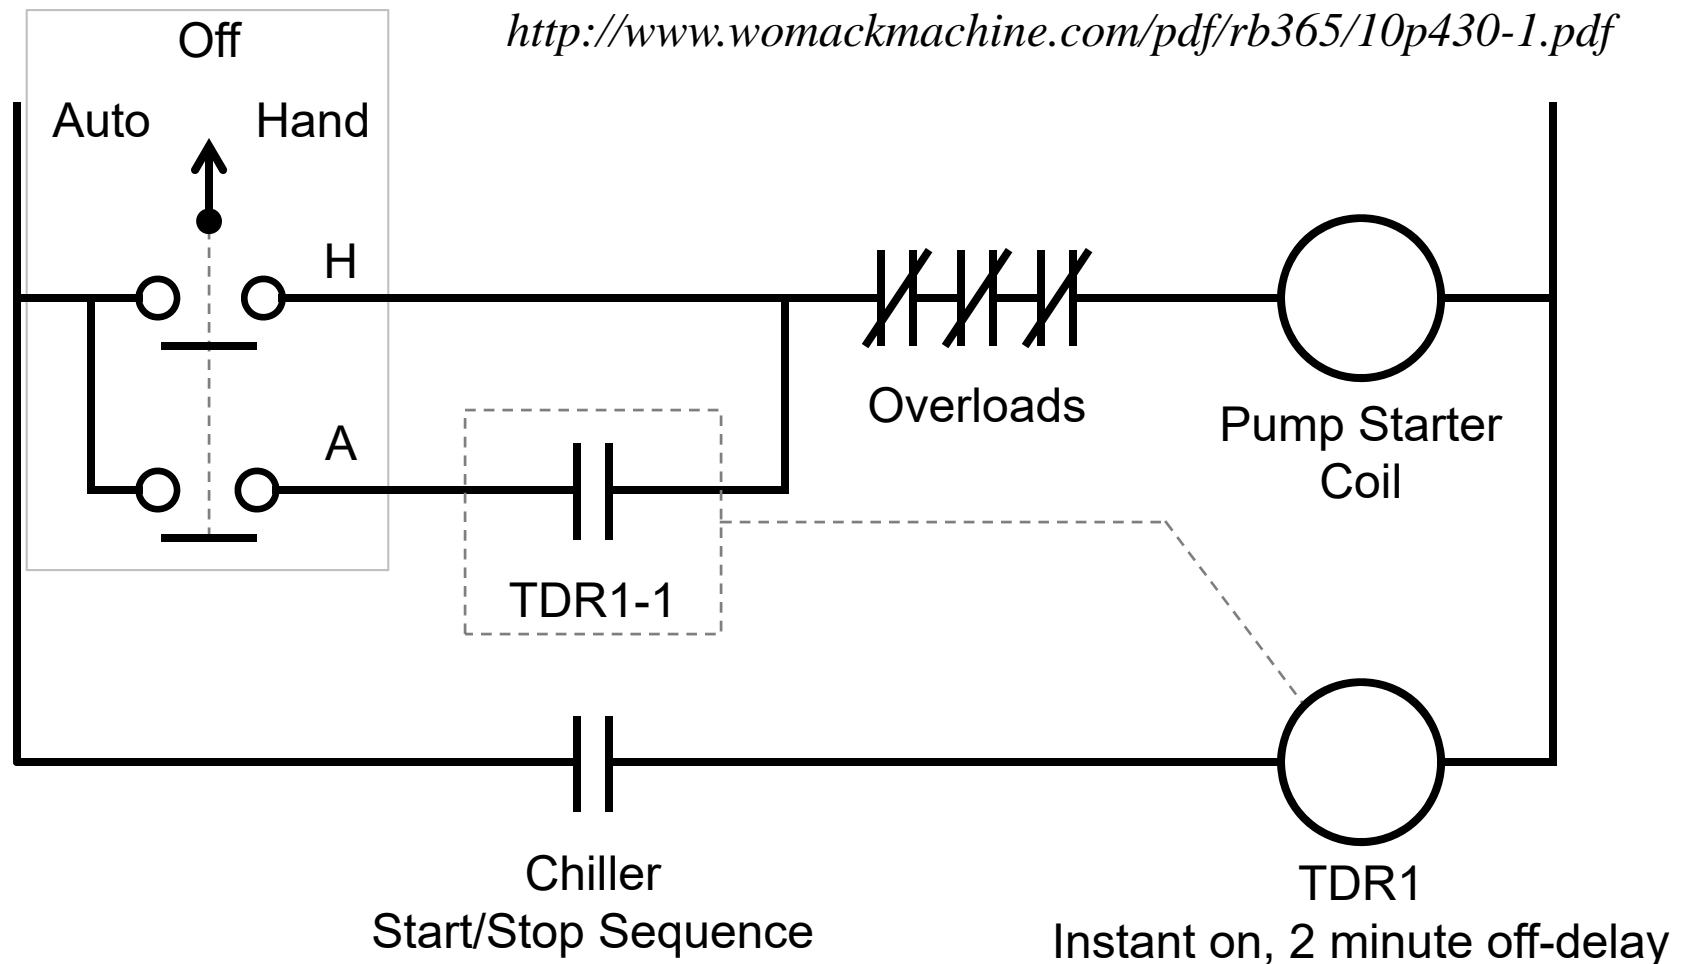 Off
http://www.womackmachine.com/pdf/rb365/10p430-1.pdf
Auto
Hand
H
A
Overloads
Pump Starter
Coil
TDR1-1
Chiller
Start/Stop Sequence
TDR1
Instant on, 2 minute off-delay